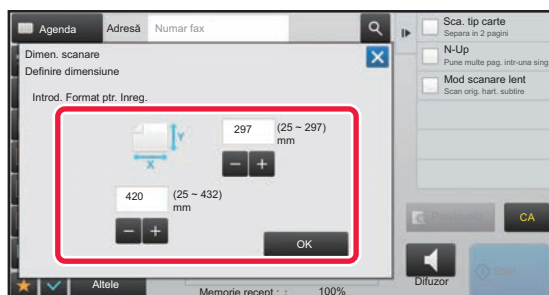 Agenda
Adresă
Numar fax
Sca. tip carte
Separa in 2 pagini
Dimen. scanare
N-Up
Pune multe pag. intr-una sing
Definire dimensiune
Introd. Format ptr. Inreg.
Mod scanare lent
Scan orig. hart. subtire
Y
X
297
(25 ~ 297)
mm
− +
420
(25 ~ 432)
mm
− +
OK
CA
Start
Altele
Memorie recent : 100%
Difuzor